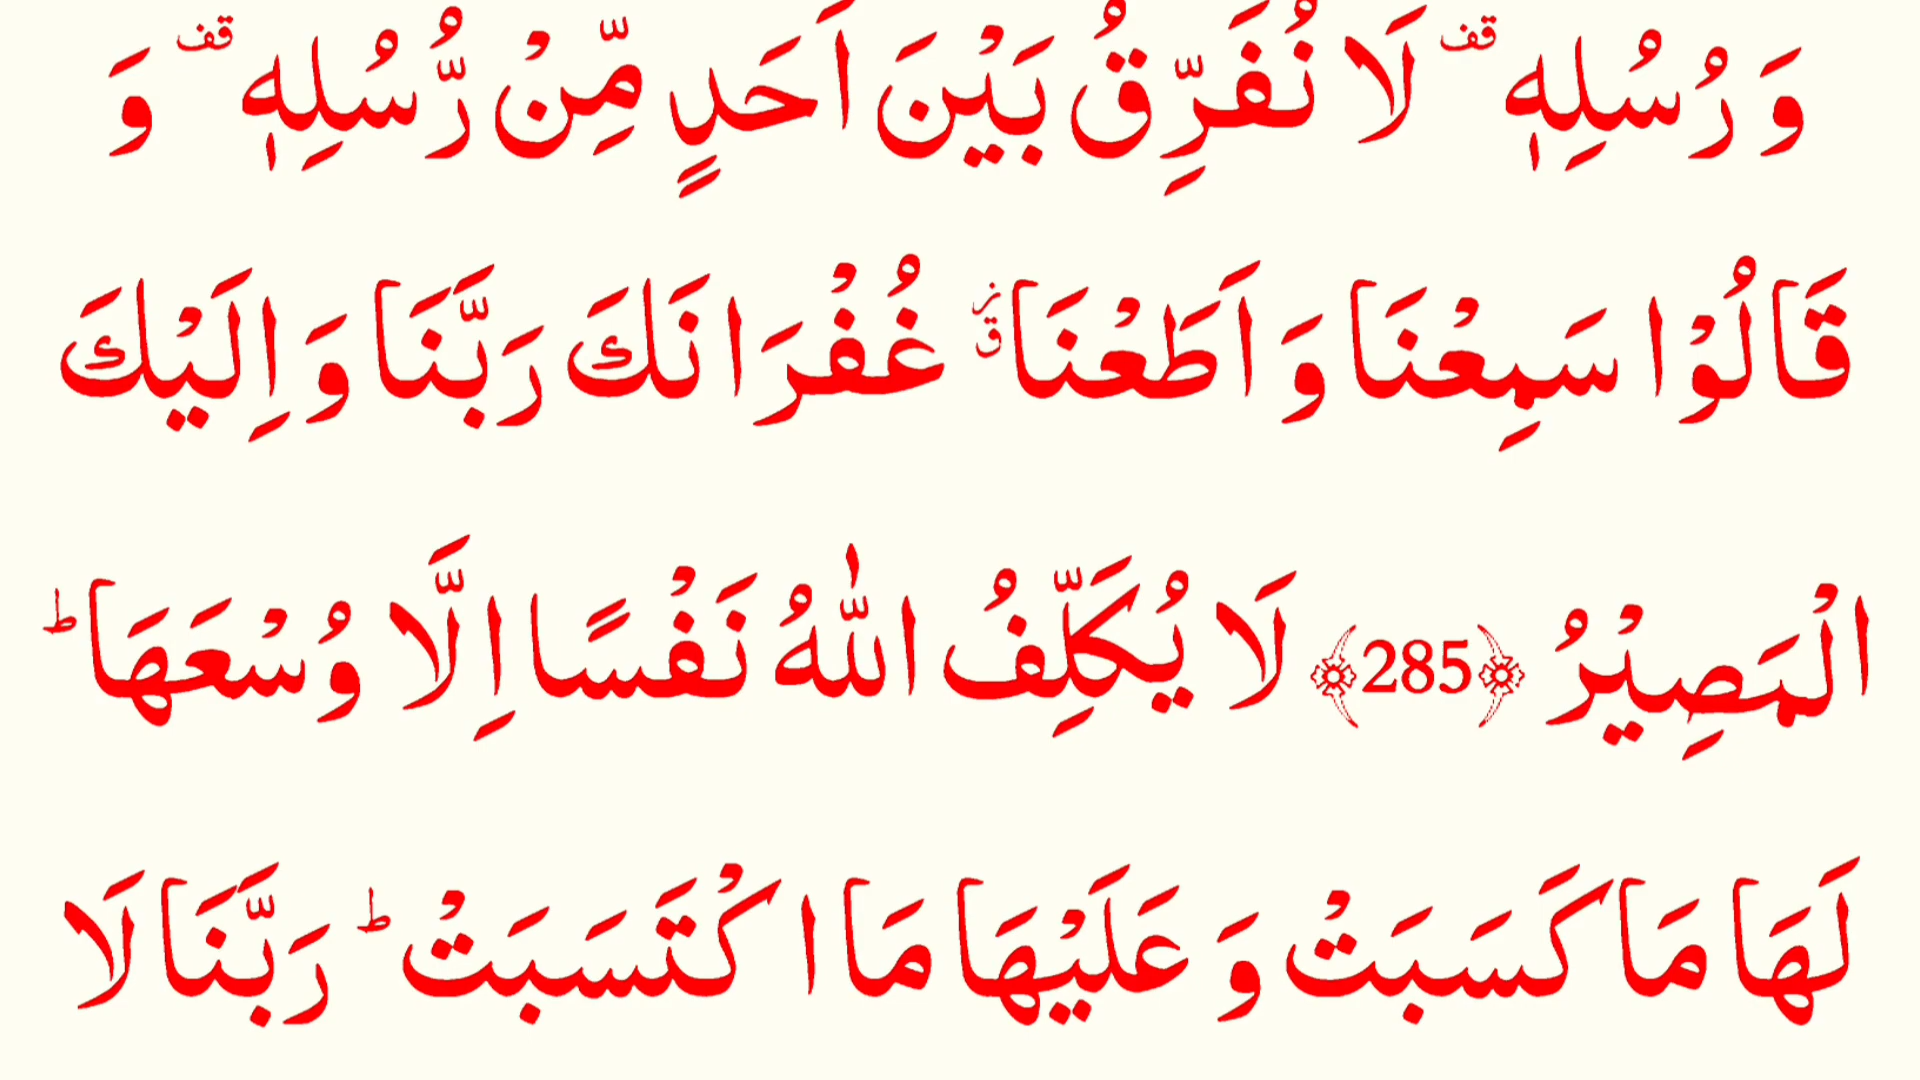 وَ رُسُلِهٖ ۟ قف لَا نُفَرِّقُ بَیْنَ اَحَدٍ مِّنْ رُّسُلِهٖ ۟ قف وَ
قَالُوْا سَمِعْنَا وَ اَطَعْنَا ق ز غُفْرَانَكَ رَبَّنَا وَ اِلَیْكَ
الْمَصِیْرُ ﴿285﴾ لَا یُكَلِّفُ اللّٰهُ نَفْسًا اِلَّا وُسْعَهَا ؕ
لَهَا مَا كَسَبَتْ وَ عَلَیْهَا مَا اكْتَسَبَتْ ؕ رَبَّنَا لَا